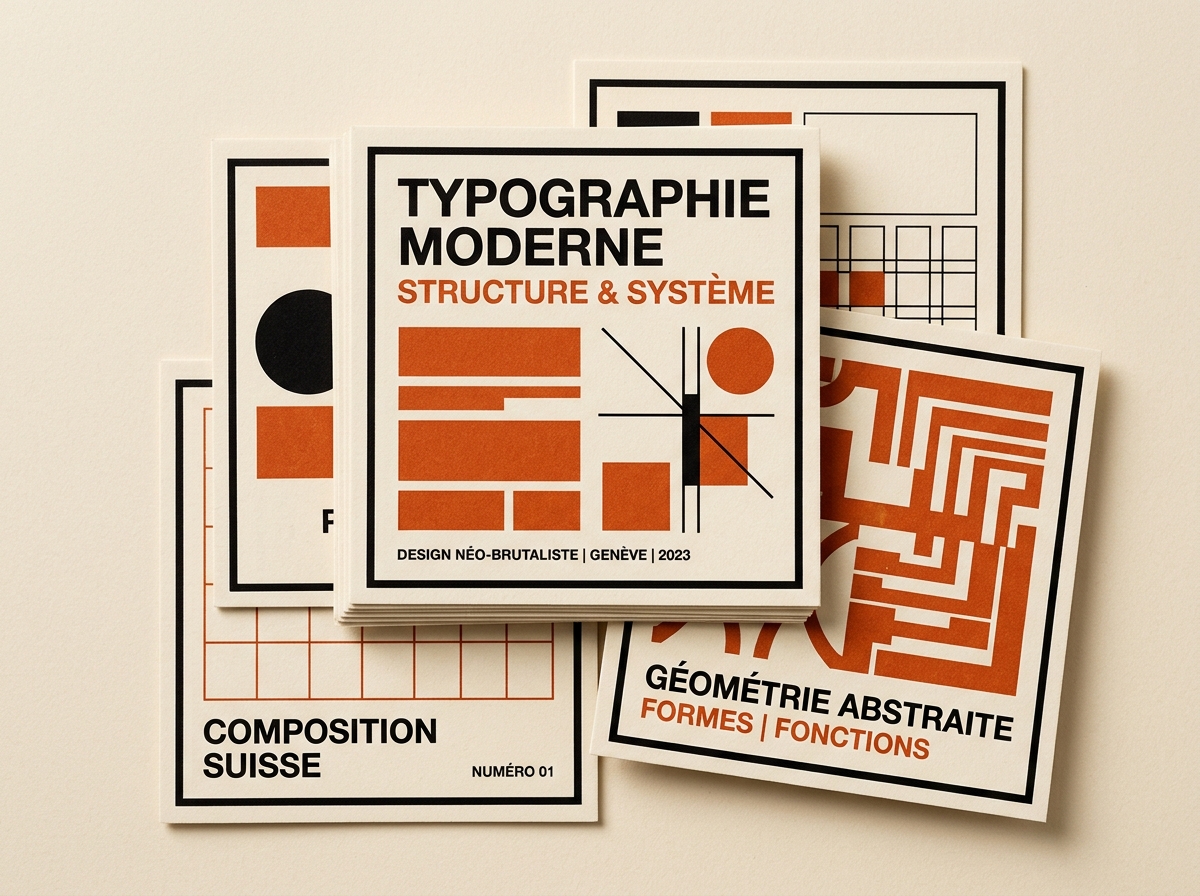 TYPOGRAPHIE
MODERNE
STRUCTURE & SYSTÈME
DESIGN NÉO-BRUTALISTE | GENÈVE | 2023
COMPOSITION
SUISSE
NUMÉRO 01
GÉOMÉTRIE ABSTRAITE
FORMES | FONCTIONS